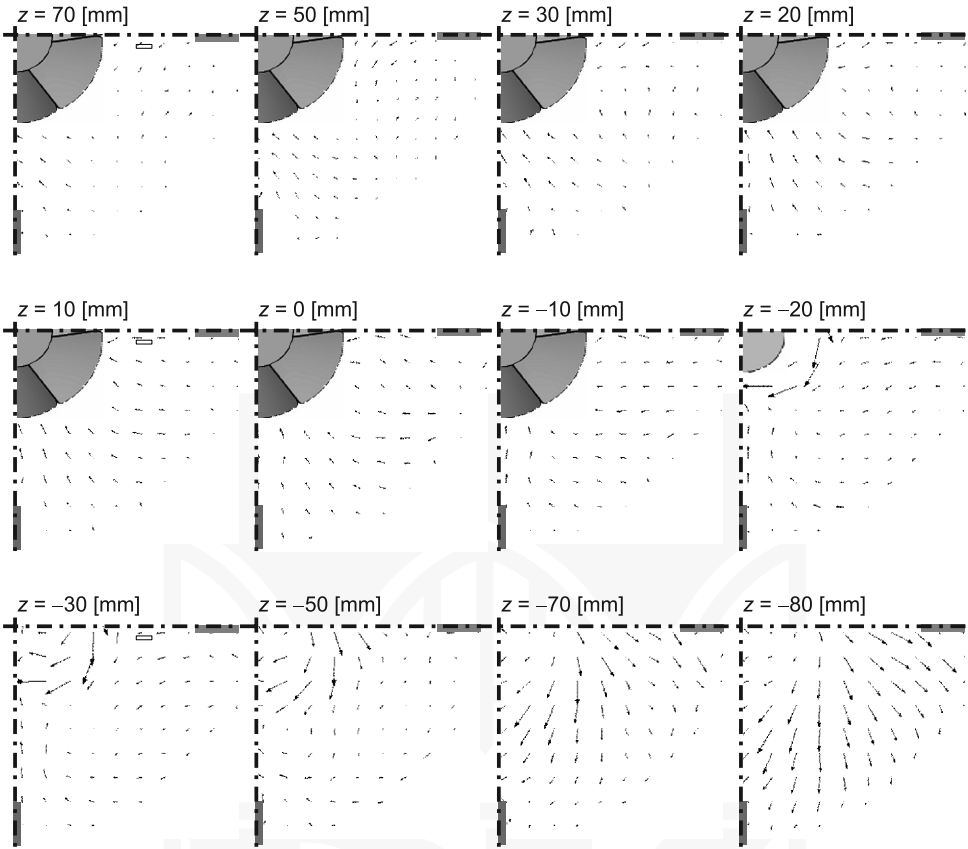 z = 70 [mm]
z = 50 [mm]
z = 30 [mm]
z = 20 [mm]
z = 10 [mm]
z = 0 [mm]
z = –10 [mm]
z = –20 [mm]
z = –30 [mm]
z = –50 [mm]
z = –70 [mm]
z = –80 [mm]